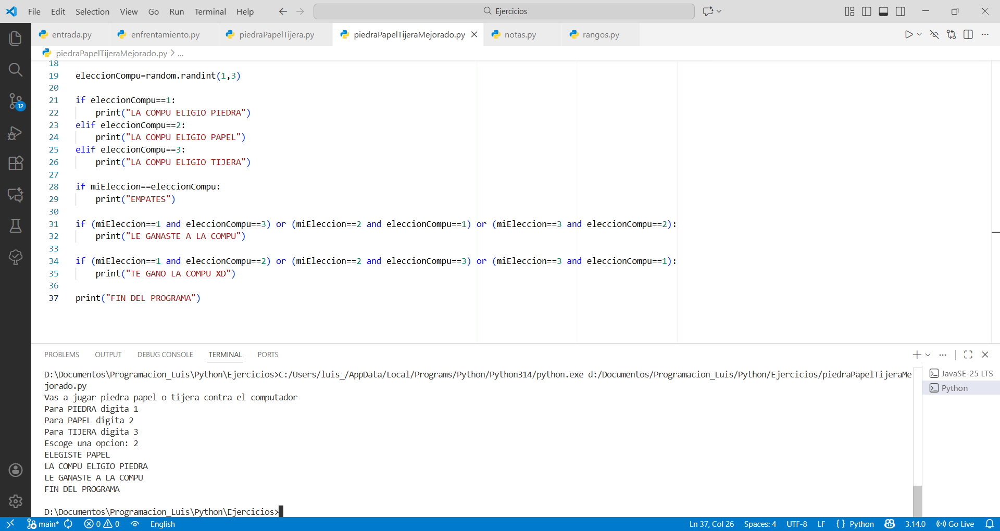 File Edit Selection View Go Run Terminal Help Ejercicios
entrada.py enfrentamiento.py piedraPapelTijera.py piedraPapelTijeraMejorado.py notas.py rangos.py
piedraPapelTijeraMejorado.py > ...
18
19 eleccionCompu=random.randint(1,3)
20
21 if eleccionCompu==1:
22     print("LA COMPU ELIGIO PIEDRA")
23 elif eleccionCompu==2:
24     print("LA COMPU ELIGIO PAPEL")
25 elif eleccionCompu==3:
26     print("LA COMPU ELIGIO TIJERA")
27
28 if miEleccion==eleccionCompu:
29     print("EMPATES")
30
31 if (miEleccion==1 and eleccionCompu==3) or (miEleccion==2 and eleccionCompu==1) or (miEleccion==3 and eleccionCompu==2):
32     print("LE GANASTE A LA COMPU")
33
34 if (miEleccion==1 and eleccionCompu==2) or (miEleccion==2 and eleccionCompu==3) or (miEleccion==3 and eleccionCompu==1):
35     print("TE GANO LA COMPU XD")
36
37 print("FIN DEL PROGRAMA")
12
PROBLEMS OUTPUT DEBUG CONSOLE TERMINAL PORTS
D:\Documentos\Programacion_Luis\Python\Ejercicios>C:/Users/luis_/AppData/Local/Programs/Python/Python314/python.exe d:/Documentos/Programacion_Luis/Python/Ejercicios/piedraPapelTijeraMe
jorado.py
Vas a jugar piedra papel o tijera contra el computador
Para PIEDRA digita 1
Para PAPEL digita 2
Para TIJERA digita 3
Escoge una opcion: 2
ELEGISTE PAPEL
LA COMPU ELIGIO PIEDRA
LE GANASTE A LA COMPU
FIN DEL PROGRAMA
D:\Documentos\Programacion_Luis\Python\Ejercicios>
JavaSE-25 LTS
Python
main* 0 0 English Ln 37, Col 26 Spaces: 4 UTF-8 LF { } Python 3.14.0 Go Live